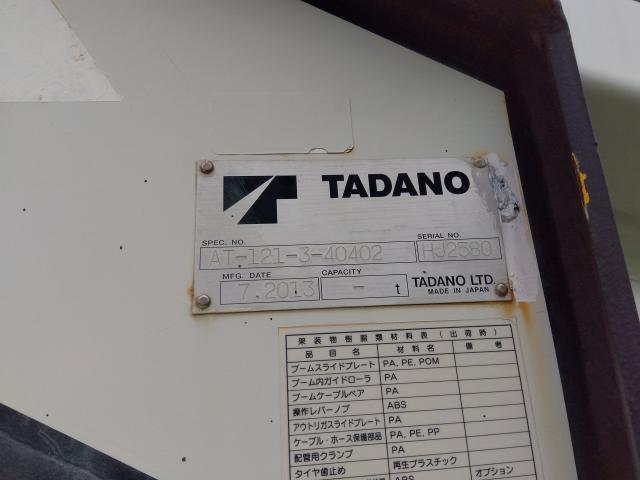 TADANO
SPEC. NO. SERIAL NO.
AT-121-3-40402 HJ2580
MFG. DATE CAPACITY
7.2013 - t TADANO LTD.
MADE IN JAPAN
架装物樹脂類材料表(出荷時)
品目名 材料名 備考
ブームスライドプレート PA, PE, POM
ブーム内ガイドローラ PA
ブームケーブルベア PA
操作レバーノブ ABS
アウトリガスライドプレート PA
ケーブル・ホース保護部品 PA, PE, PP
配管用クランプ PA
タイヤ歯止め 再生プラスチック オプション
ABS